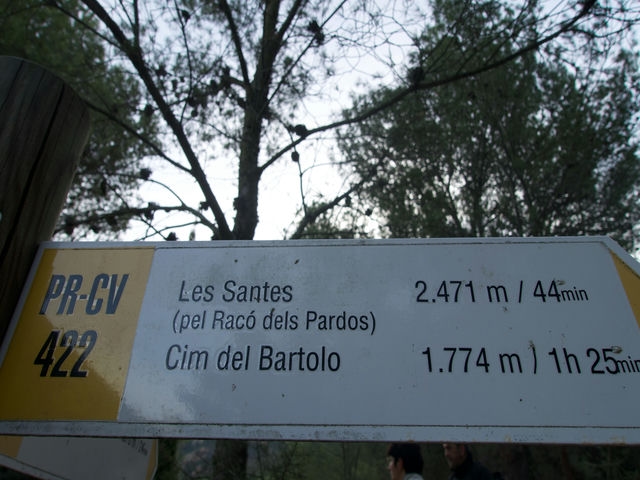 PR-CV
422
Les Santes 2.471 m / 44min
(pel Racó dels Pardos)
Cim del Bartolo 1.774 m / 1h 25min